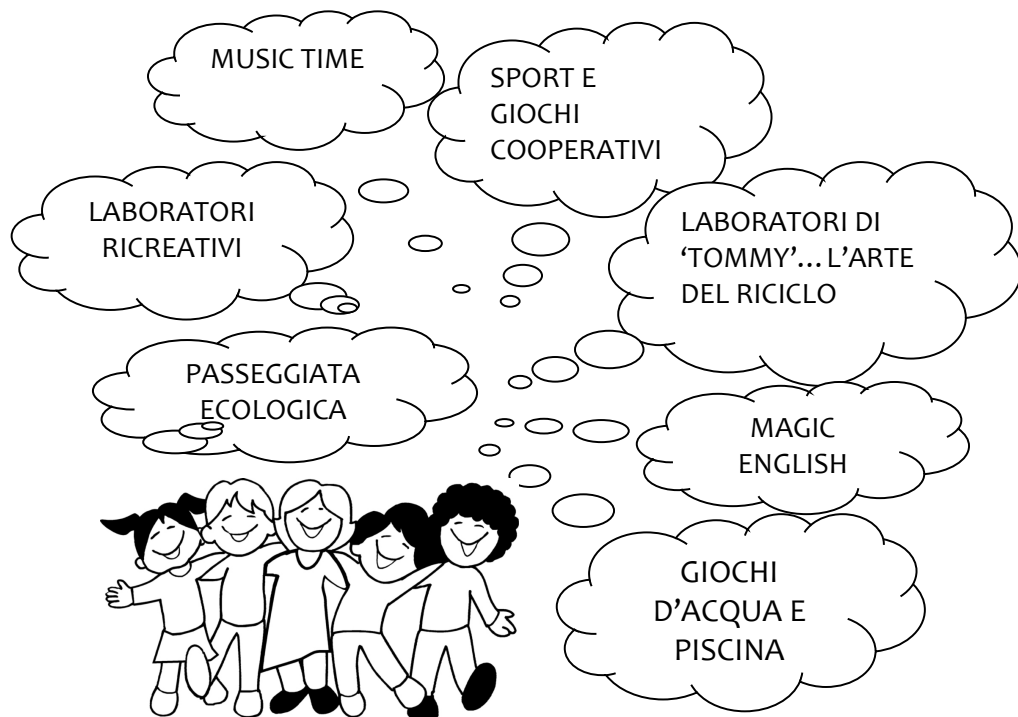 MUSIC TIME
SPORT E
GIOCHI
COOPERATIVI
LABORATORI
RICREATIVI
LABORATORI DI
‘TOMMY’…L’ARTE
DEL RICICLO
PASSEGGIATA
ECOLOGICA
MAGIC
ENGLISH
GIOCHI
D’ACQUA E
PISCINA